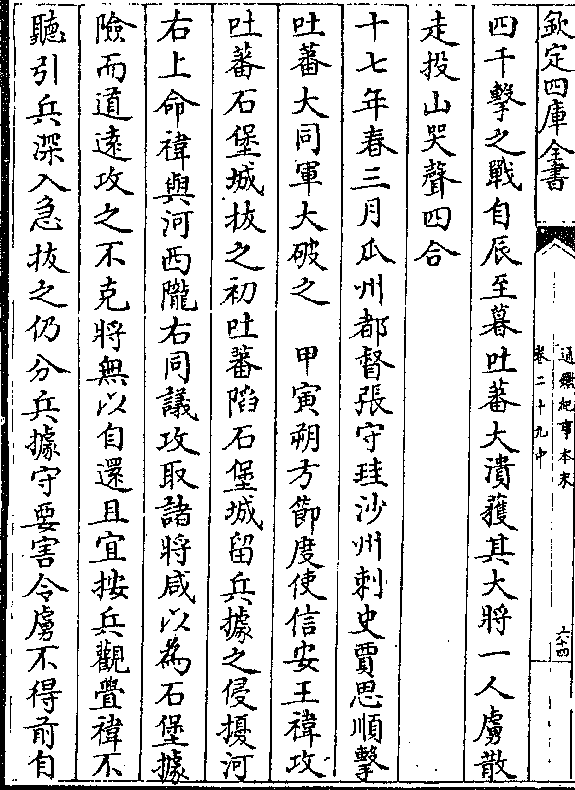 欽定四庫全書
通鑑紀事本末
卷二十九中
六十四
四千擊之戰自辰至暮吐蕃大潰獲其大將一人虜散
走投山哭聲四合
十七年春三月瓜州都督張守珪沙州刺史賈思順擊
吐蕃大同軍大破之　甲寅朔方節度使信安王禕攻
吐蕃石堡城拔之初吐蕃陷石堡城留兵據之侵擾河
右上命禕與河西隴右同議攻取諸將咸以為石堡據
險而道遠攻之不克將無以自還且宜按兵觀釁禕不
聽引兵深入急拔之仍分兵據守要害令虜不得前自